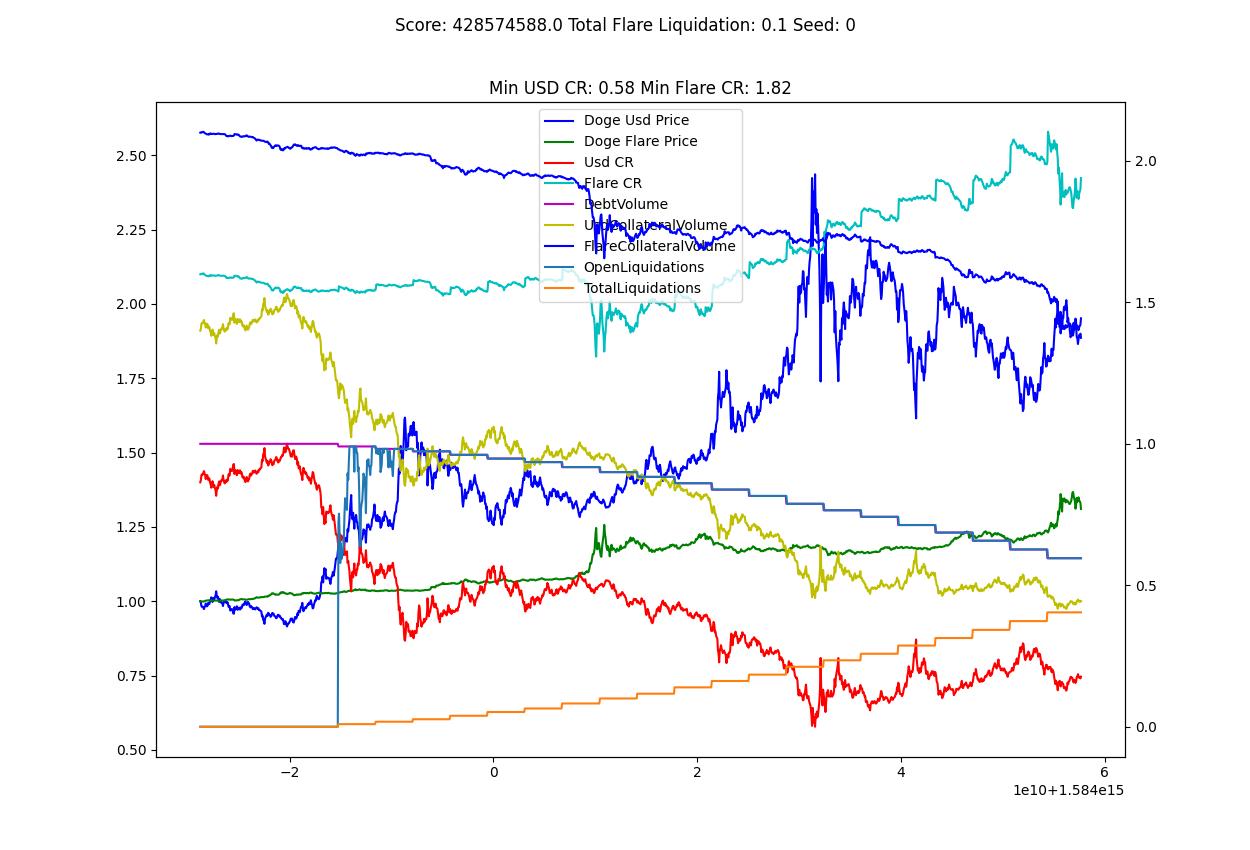 Score: 428574588.0 Total Flare Liquidation: 0.1 Seed: 0
Min USD CR: 0.58 Min Flare CR: 1.82
Doge Usd Price
Doge Flare Price
Usd CR
Flare CR
DebtVolume
UsdCollateralVolume
FlareCollateralVolume
OpenLiquidations
TotalLiquidations
2.50
2.25
2.00
1.75
1.50
1.25
1.00
0.75
0.50
2.0
1.5
1.0
0.5
0.0
−2
0
2
4
6
1e10+1.584e15